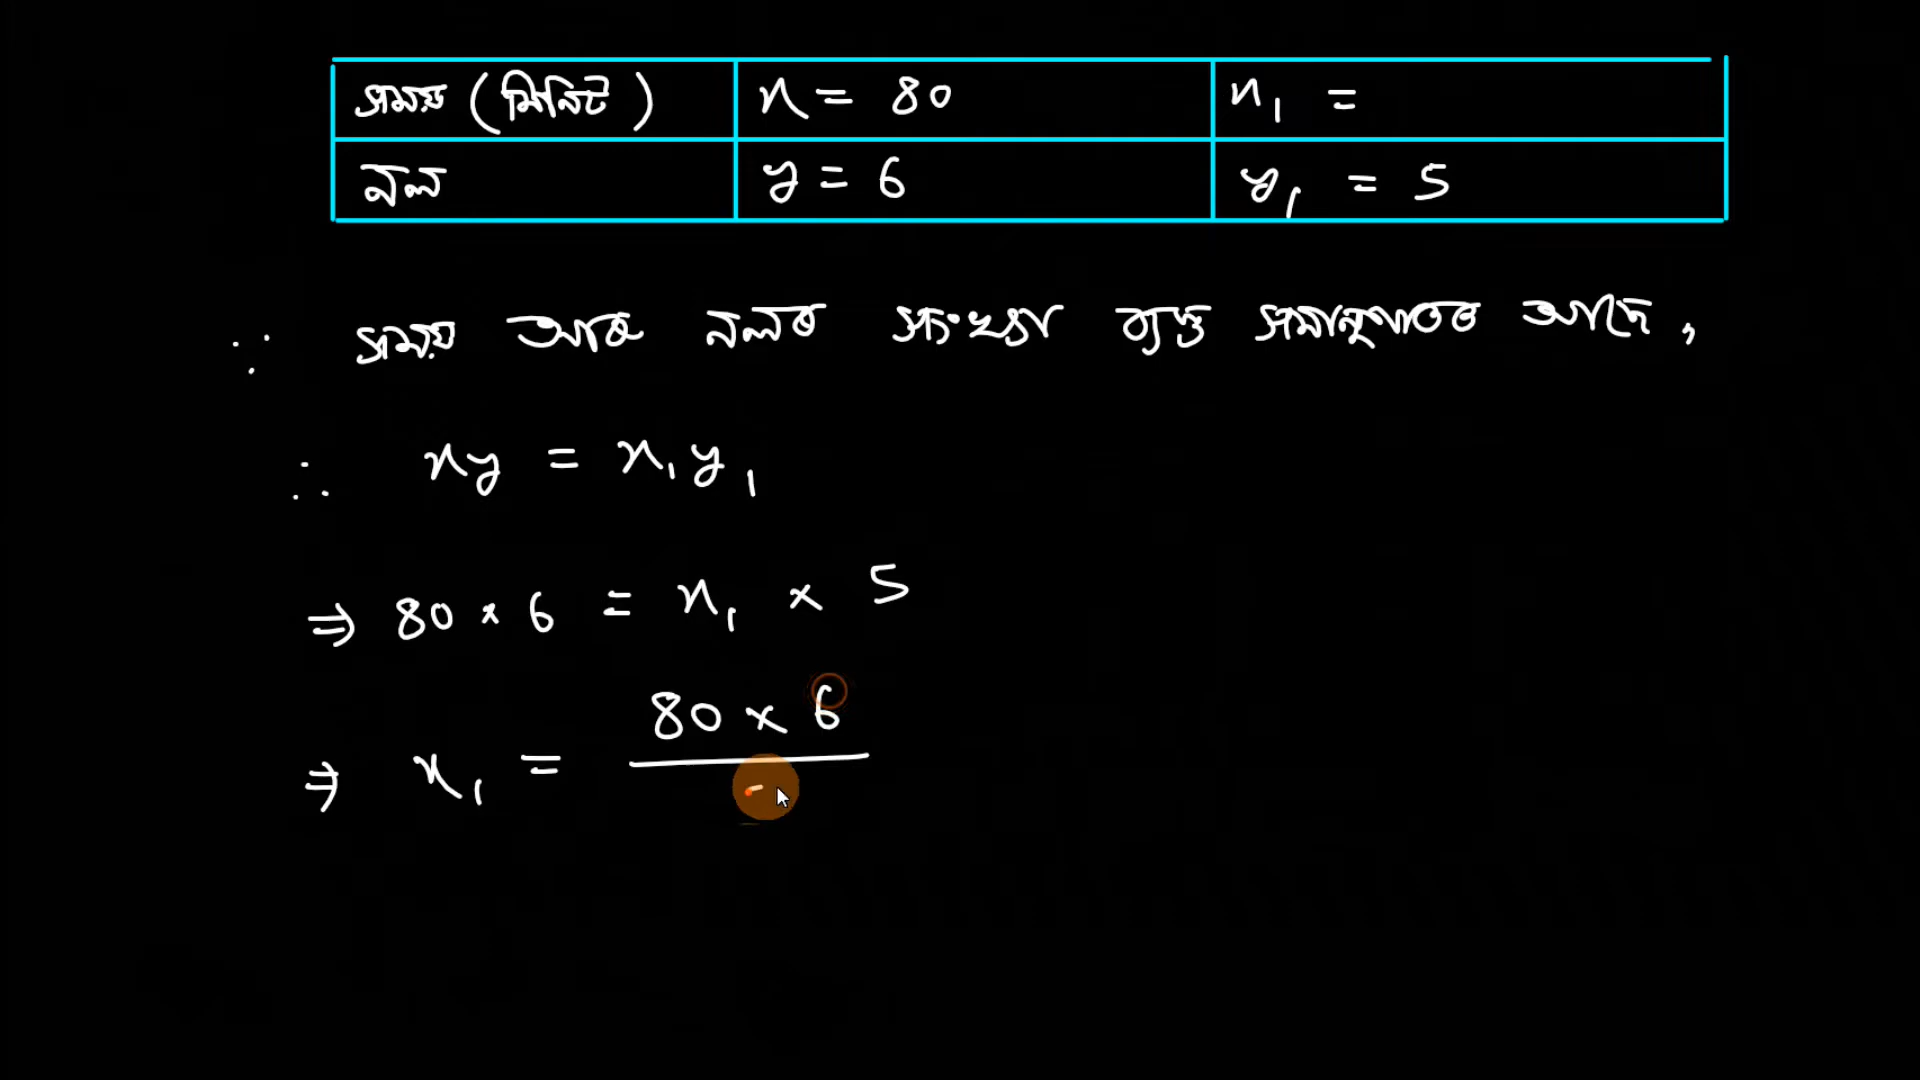 সময় (মিনিট) x = 80 x₁ =
নল y = 6 y₁ = 5
∵ সময় আৰু নলৰ সংখ্যা ব্যস্ত সমানুপাতত আছে,
∴ xy = x₁y₁
⇒ 80 × 6 = x₁ × 5
⇒ x₁ = 80 × 6 /